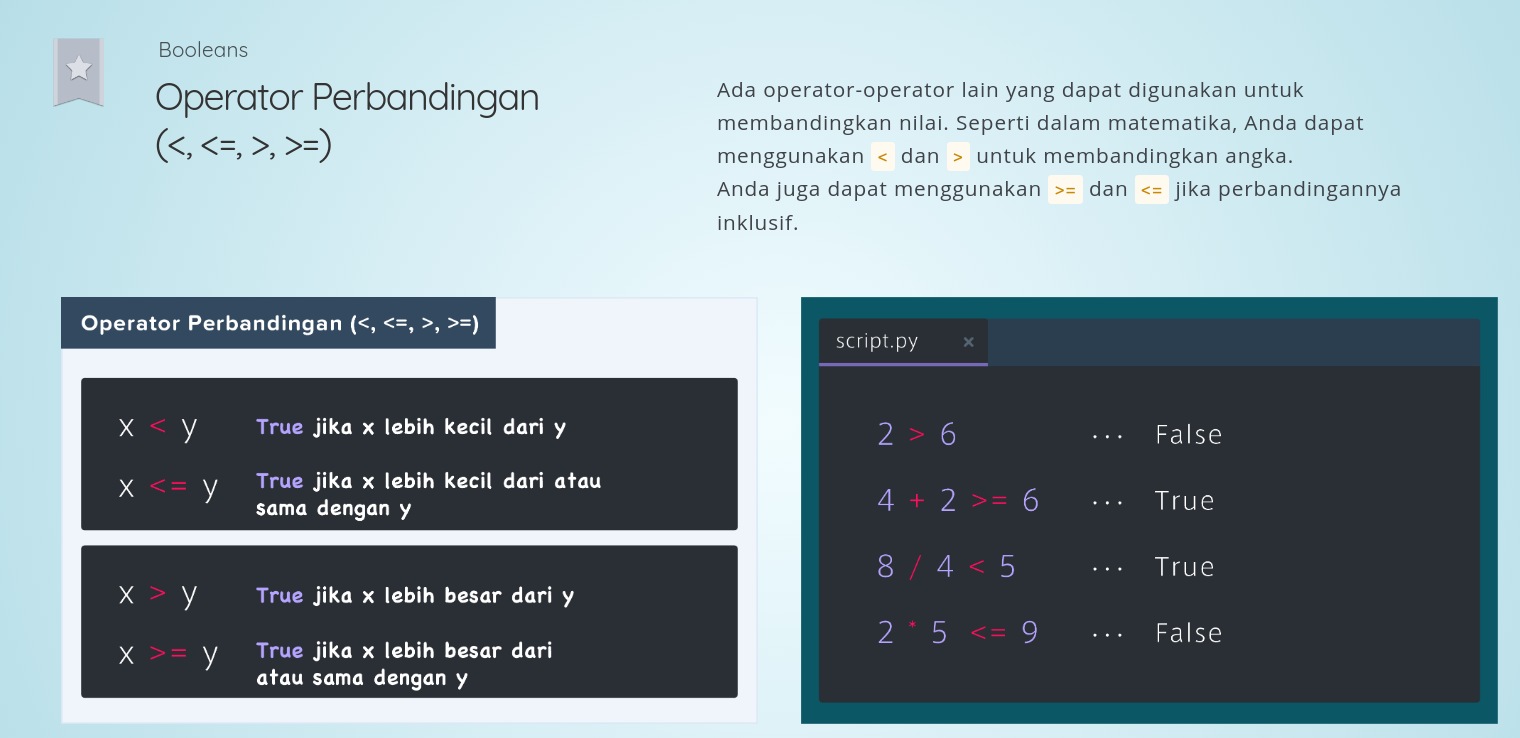 Booleans
Operator Perbandingan
(<, <=, >, >=)
Ada operator-operator lain yang dapat digunakan untuk
membandingkan nilai. Seperti dalam matematika, Anda dapat
menggunakan < dan > untuk membandingkan angka.
Anda juga dapat menggunakan >= dan <= jika perbandingannya
inklusif.
Operator Perbandingan (<, <=, >, >=)
x < y True jika x lebih kecil dari y
x <= y True jika x lebih kecil dari atau
sama dengan y
x > y True jika x lebih besar dari y
x >= y True jika x lebih besar dari
atau sama dengan y
script.py ×
2 > 6 ... False
4 + 2 >= 6 ... True
8 / 4 < 5 ... True
2 * 5 <= 9 ... False